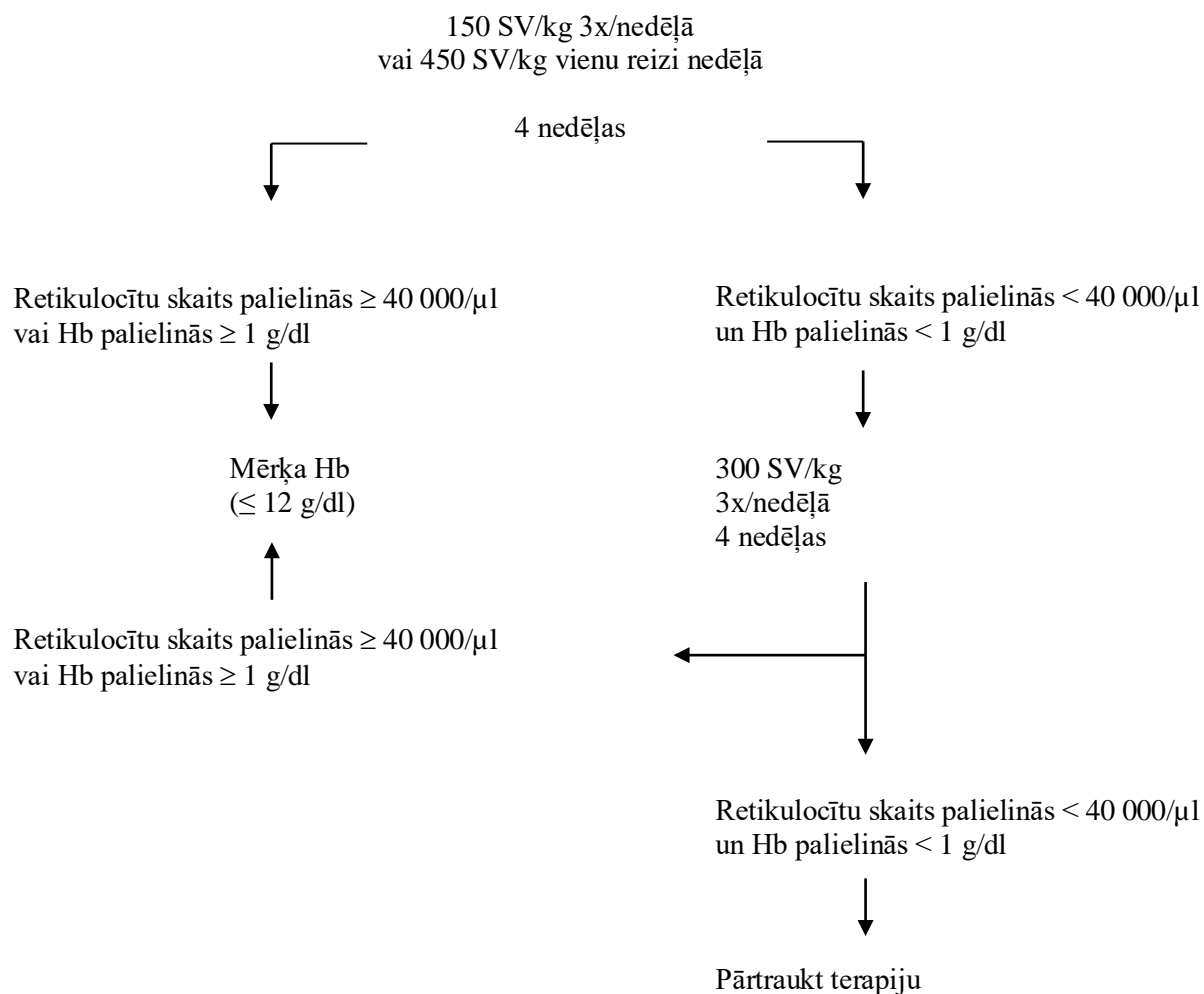 150 SV/kg 3x/nedēļā
vai 450 SV/kg vienu reizi nedēļā
4 nedēļas
Retikulocītu skaits palielinās ≥ 40 000/µl
vai Hb palielinās ≥ 1 g/dl
Retikulocītu skaits palielinās < 40 000/µl
un Hb palielinās < 1 g/dl
Mērķa Hb
(≤ 12 g/dl)
300 SV/kg
3x/nedēļā
4 nedēļas
Retikulocītu skaits palielinās ≥ 40 000/µl
vai Hb palielinās ≥ 1 g/dl
Retikulocītu skaits palielinās < 40 000/µl
un Hb palielinās < 1 g/dl
Pārtraukt terapiju